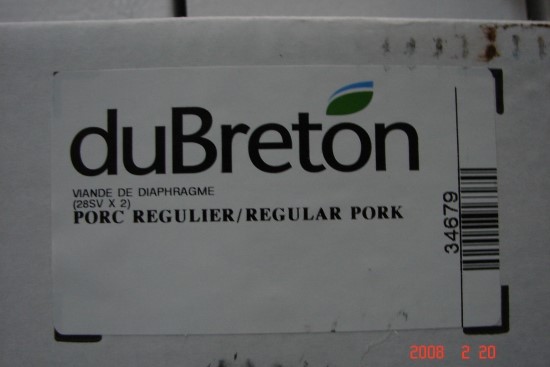 duBreton
VIANDE DE DIAPHRAGME
(28SV X 2)
PORC REGULIER/REGULAR PORK
34679
2008 2 20